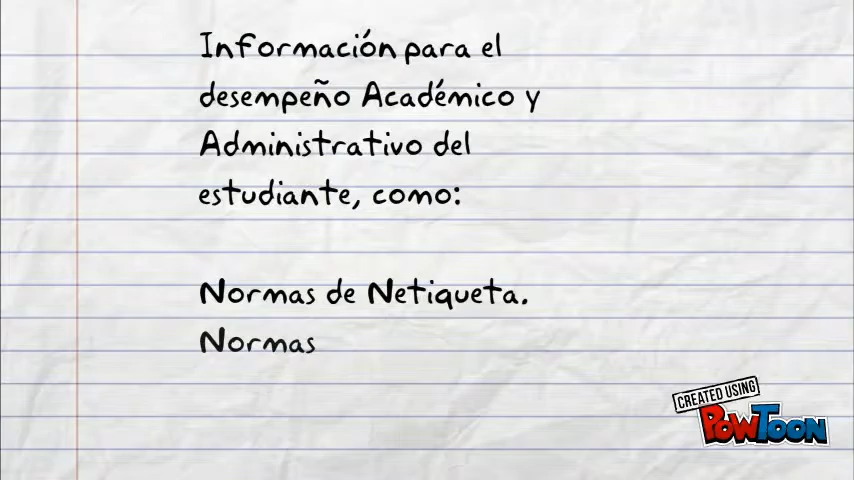 Información para el
desempeño Académico y
Administrativo del
estudiante, como:
Normas de Netiqueta.
Normas
CREATED USING
POWTOON